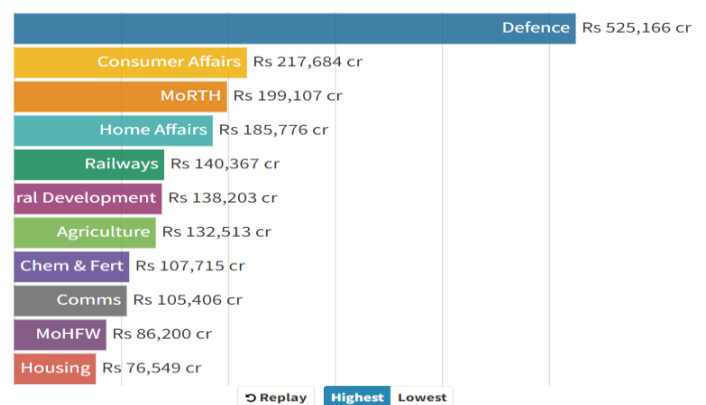 Defence Rs 525,166 cr
Consumer Affairs Rs 217,684 cr
MoRTH Rs 199,107 cr
Home Affairs Rs 185,776 cr
Railways Rs 140,367 cr
ral Development Rs 138,203 cr
Agriculture Rs 132,513 cr
Chem & Fert Rs 107,715 cr
Comms Rs 105,406 cr
MoHFW Rs 86,200 cr
Housing Rs 76,549 cr
Replay Highest Lowest